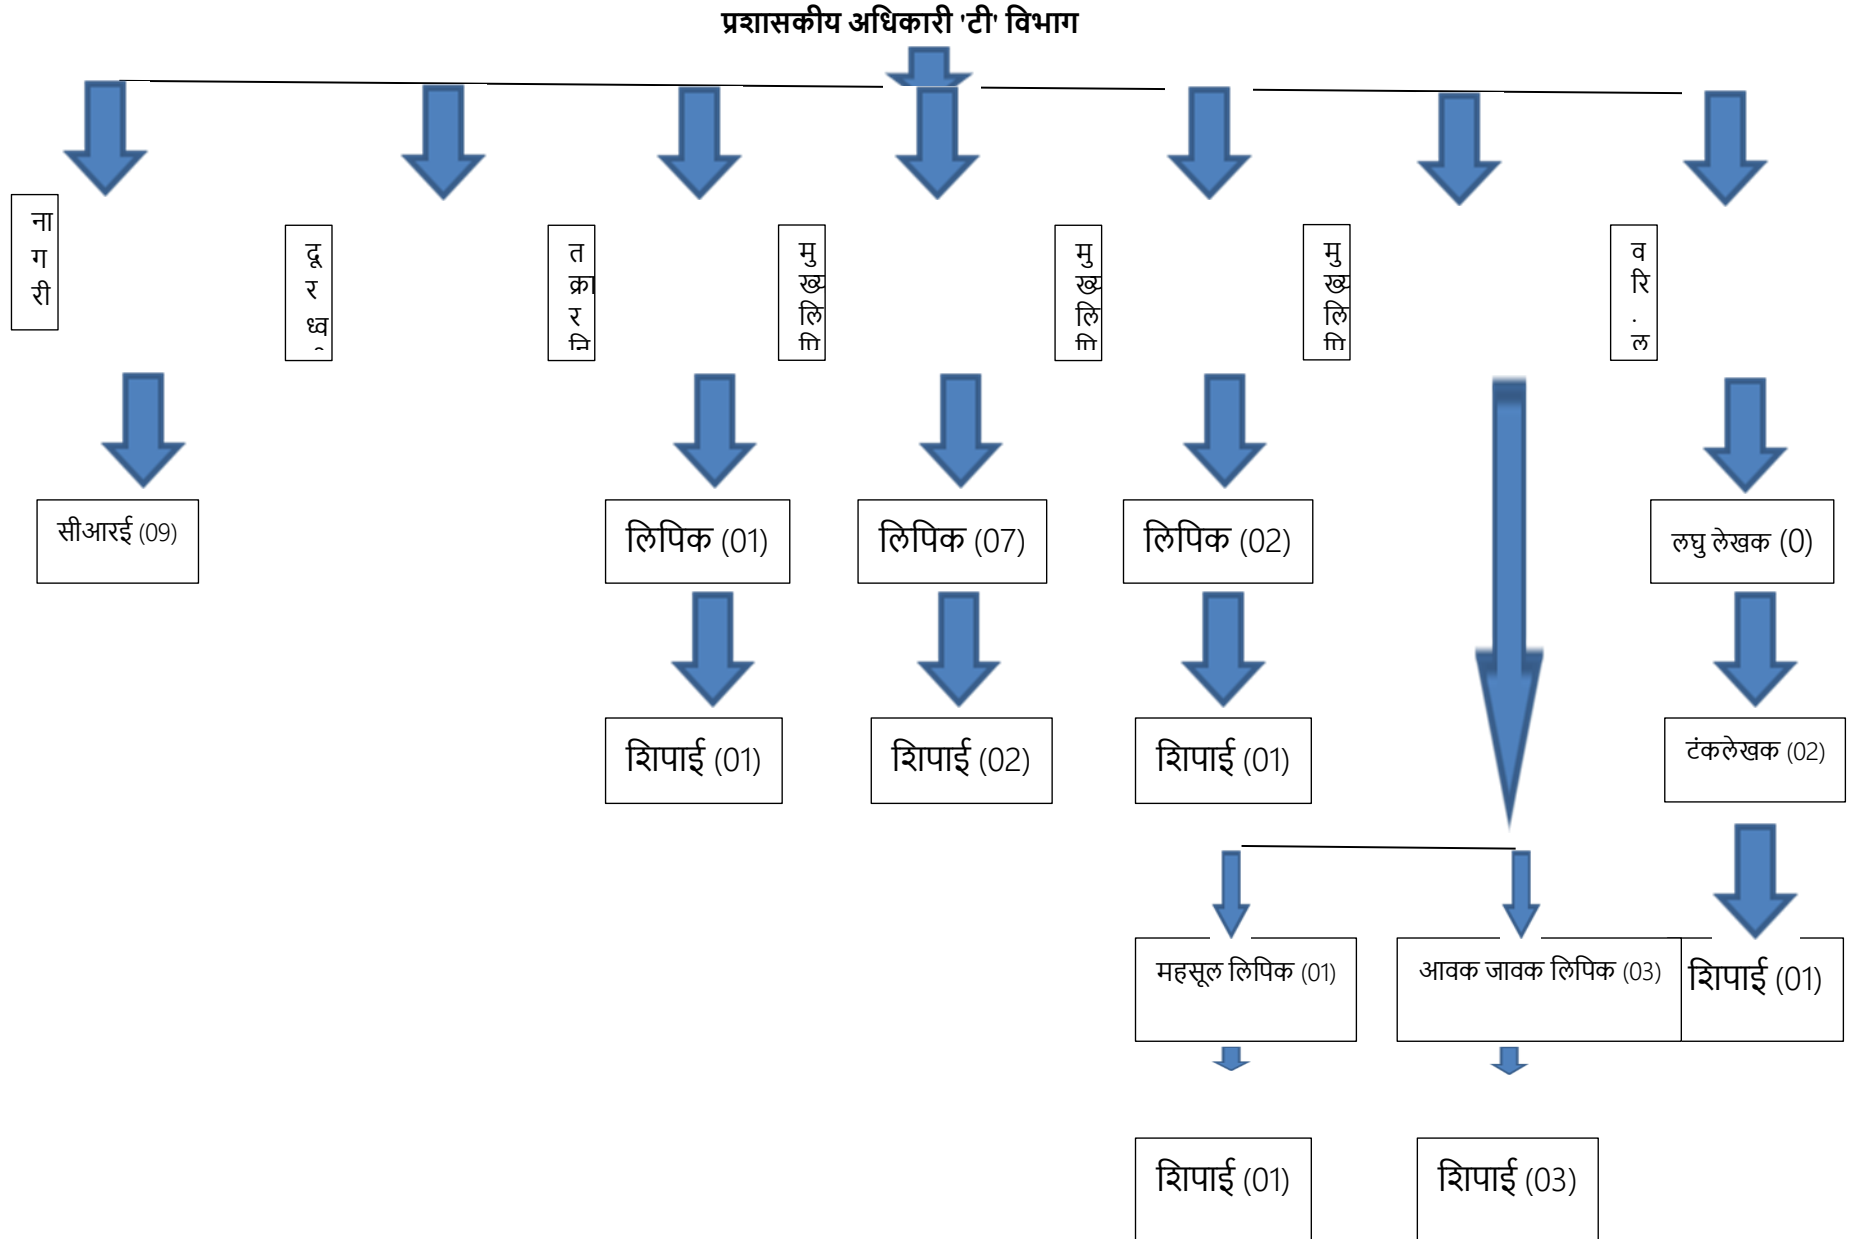 प्रशासकीय अधिकारी 'टी' विभाग
ना
ग
री
दू
र
ध्व
त
क्रा
र
नि
मु
ख्य
लि
पि
मु
ख्य
लि
पि
मु
ख्य
लि
पि
व
रि
.
ल
सीआरई (09)
लिपिक (01)
लिपिक (07)
लिपिक (02)
लघु लेखक (0)
शिपाई (01)
शिपाई (02)
शिपाई (01)
टंकलेखक (02)
महसूल लिपिक (01)
आवक जावक लिपिक (03)
शिपाई (01)
शिपाई (01)
शिपाई (03)